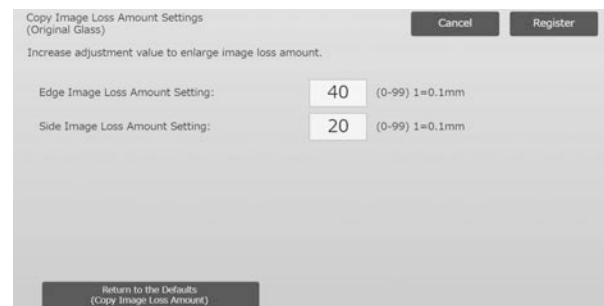 Copy Image Loss Amount Settings
(Original Glass)
Cancel
Register
Increase adjustment value to enlarge image loss amount.
Edge Image Loss Amount Setting:
40
(0-99) 1=0.1mm
Side Image Loss Amount Setting:
20
(0-99) 1=0.1mm
Return to the Defaults
(Copy Image Loss Amount)